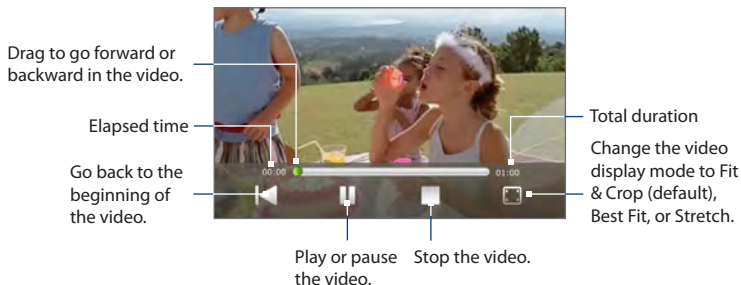 Drag to go forward or
backward in the video.
Elapsed time
Go back to the
beginning of
the video.
00:00
01:00
Total duration
Change the video
display mode to Fit
& Crop (default),
Best Fit, or Stretch.
Play or pause
the video.
Stop the video.